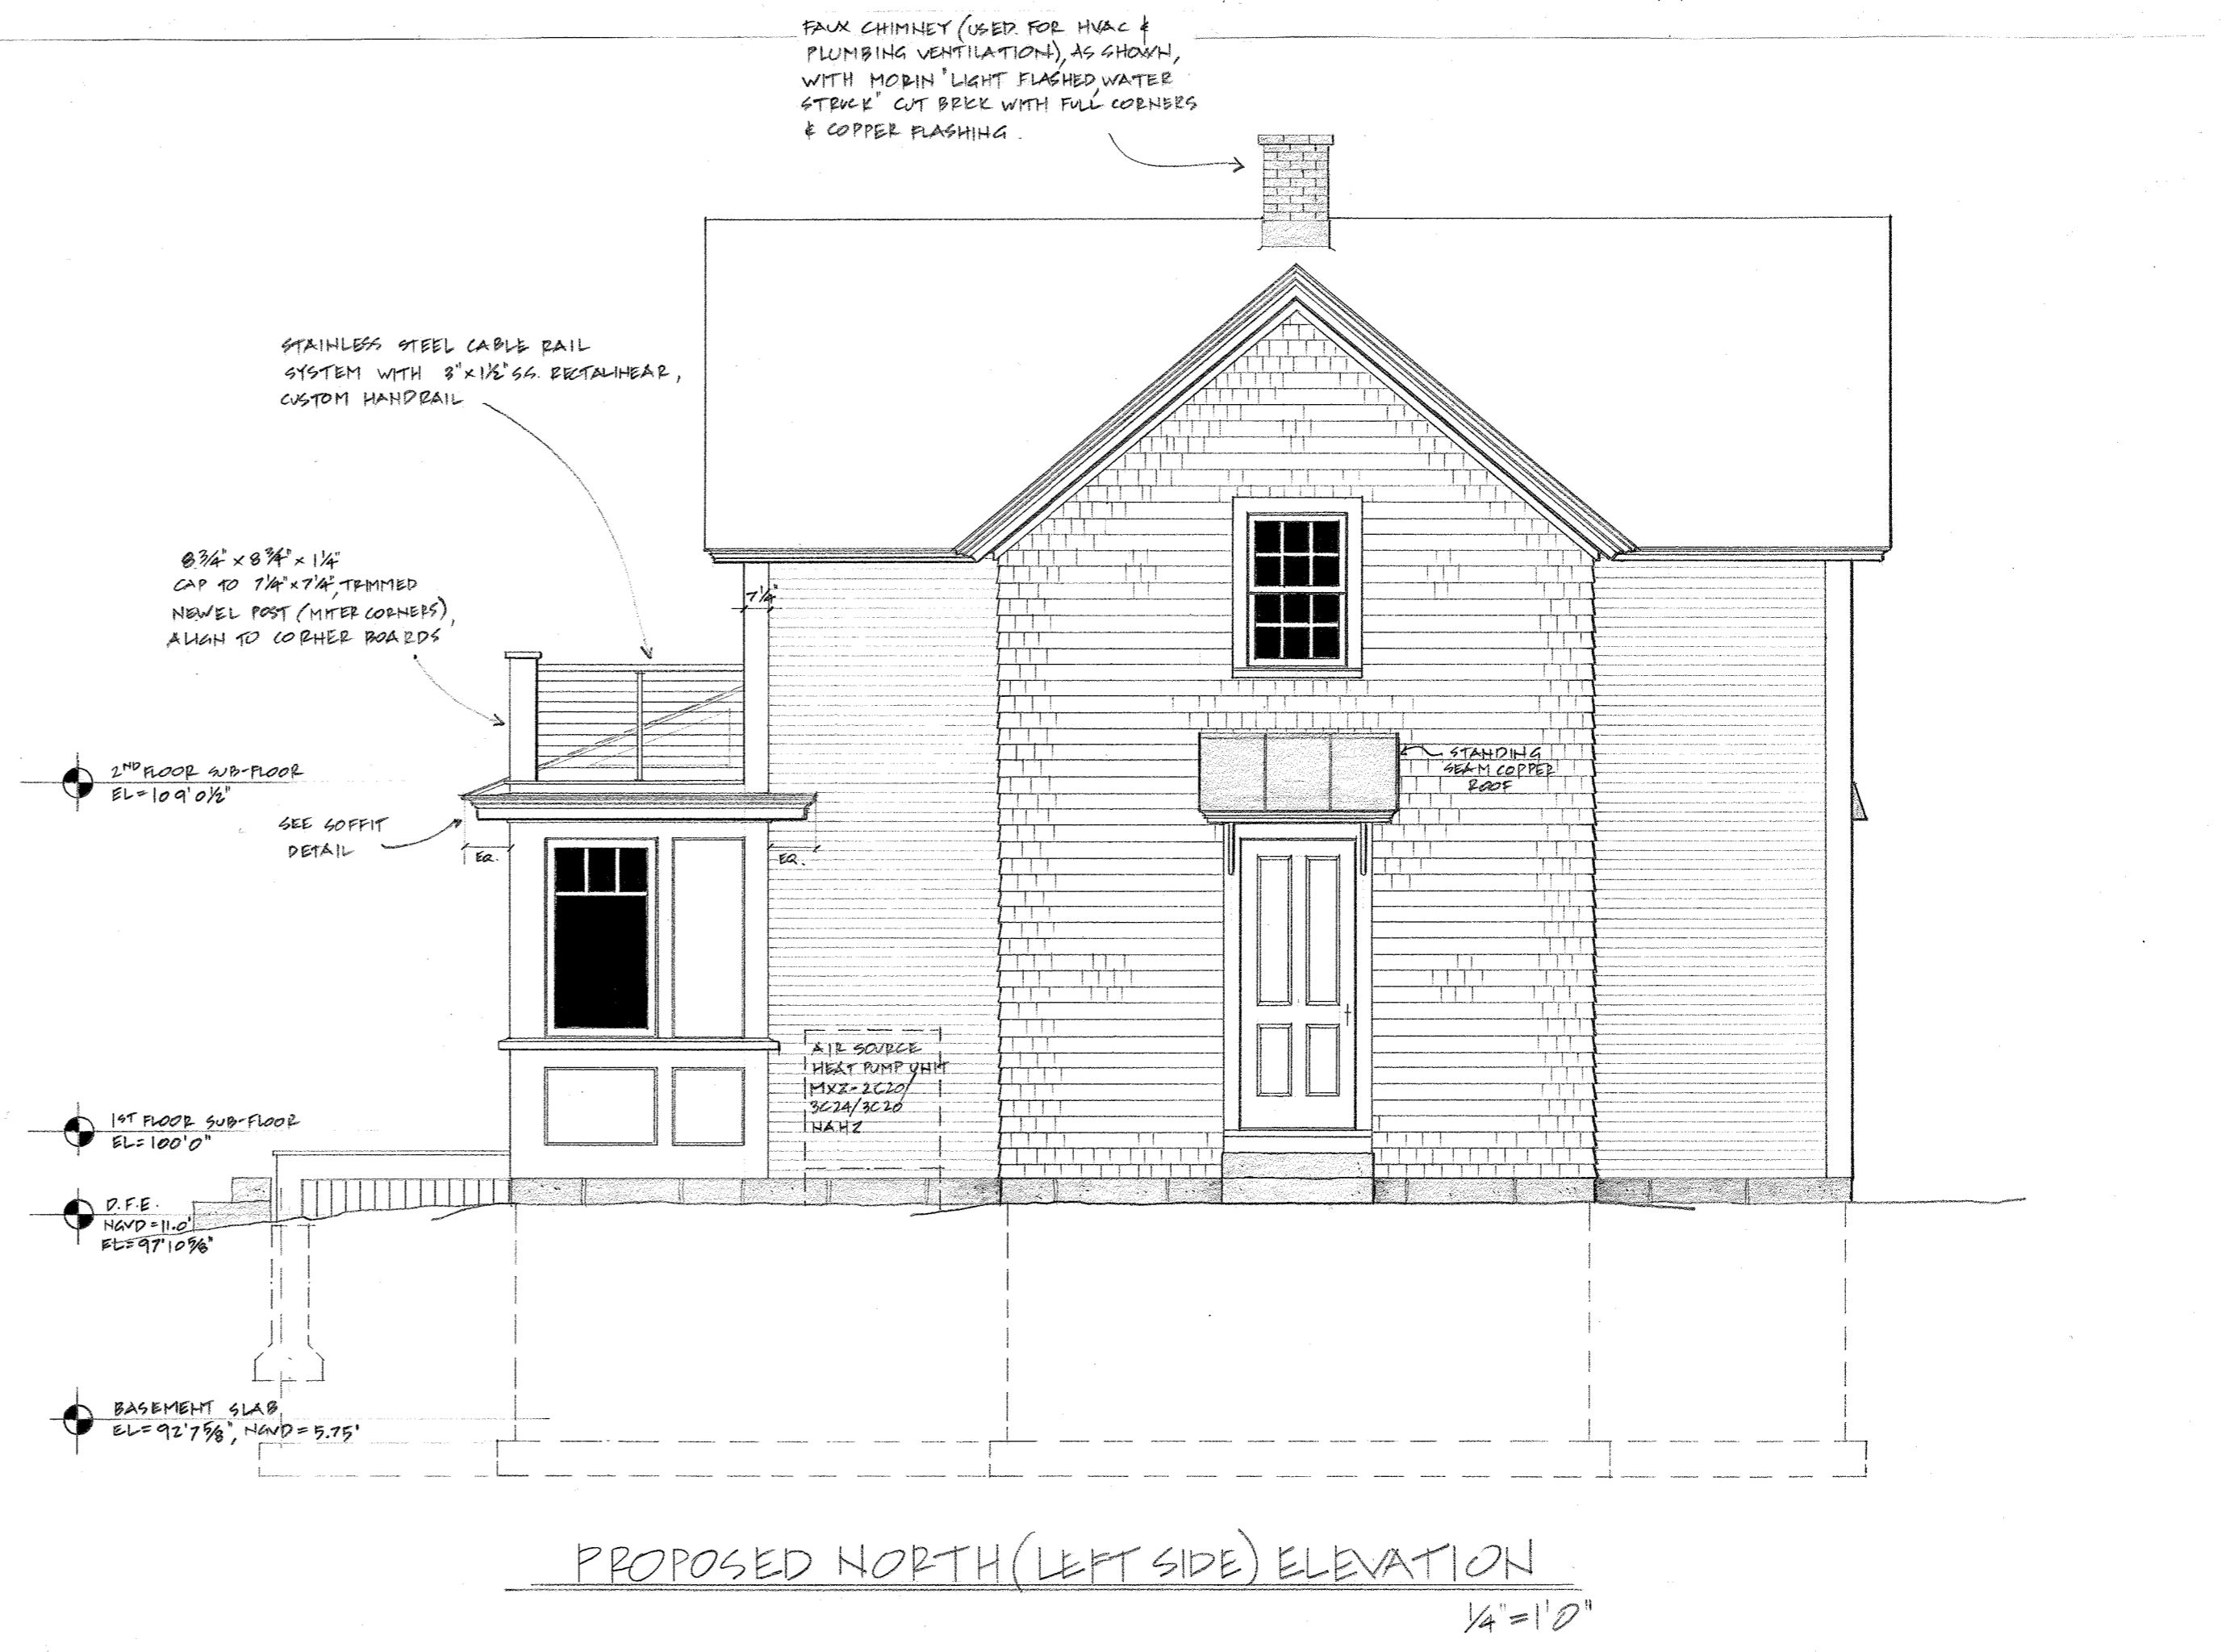 FAUX CHIMNEY (USED FOR HVAC &
PLUMBING VENTILATION), AS SHOWN,
WITH MORIN "LIGHT FLASHED, WATER
STRUCK" CUT BRICK WITH FULL CORNERS
& COPPER FLASHING.
STAINLESS STEEL CABLE RAIL
SYSTEM WITH 3"x1½" S.S. RECTALINEAR,
CUSTOM HANDRAIL
8¾" x 8¾" x 1¼"
CAP TO 7¼"x7¼", TRIMMED
NEWEL POST (MITER CORNERS),
ALIGN TO CORNER BOARDS
7¼"
2ND FLOOR SUB-FLOOR
EL=109'0½"
STANDING
SEAM COPPER
ROOF
SEE SOFFIT
DETAIL
EQ.
EQ.
AIR SOURCE
HEAT PUMP UNIT
MXZ-2C20/
3C24/3C20
NAHZ
1ST FLOOR SUB-FLOOR
EL=100'0"
D.F.E.
NGVD=11.0'
EL=97'10⅝"
BASEMENT SLAB
EL=92'7⅝", NGVD=5.75'
PROPOSED NORTH (LEFT SIDE) ELEVATION
¼"=1'0"